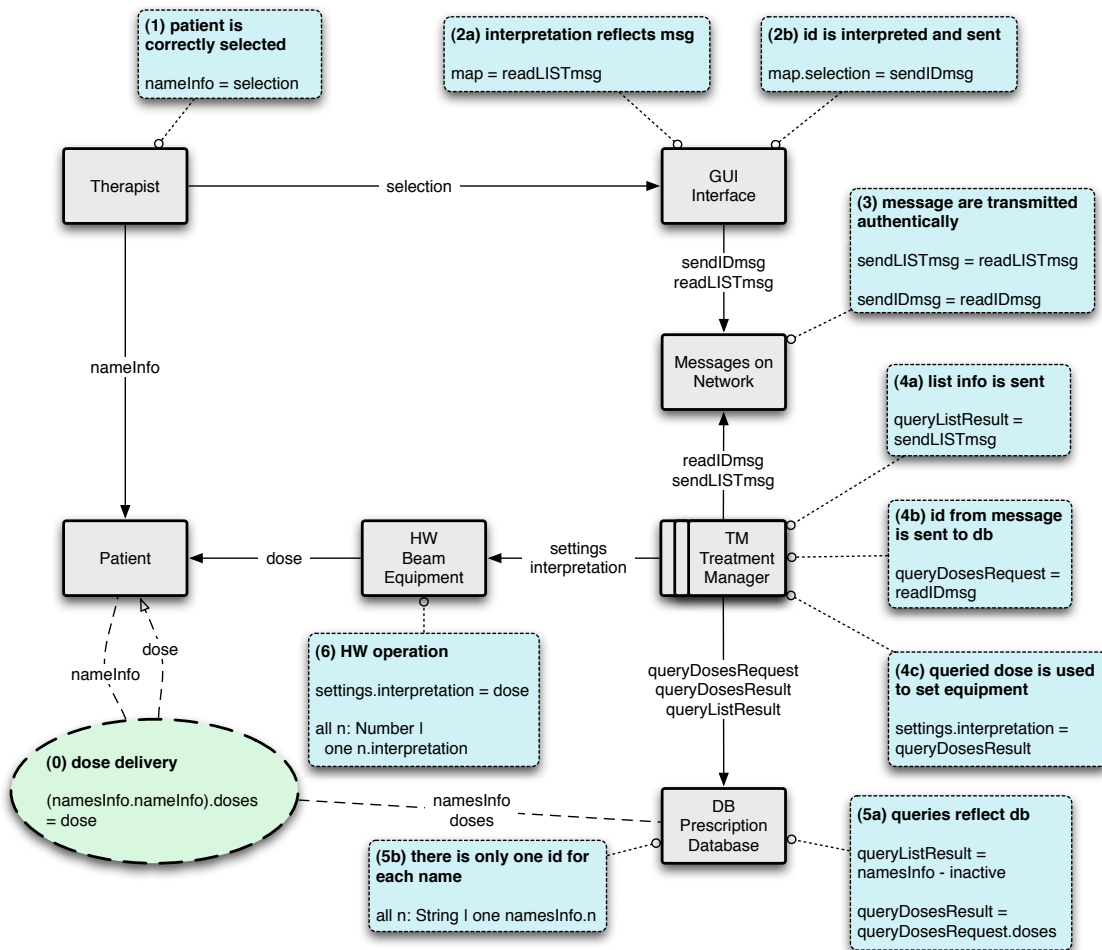 (1) patient is
correctly selected
nameInfo = selection
(2a) interpretation reflects msg
map = readLISTmsg
(2b) id is interpreted and sent
map.selection = sendIDmsg
Therapist
selection
GUI
Interface
(3) message are transmitted
authentically
sendLISTmsg = readLISTmsg
sendIDmsg = readIDmsg
sendIDmsg
readLISTmsg
nameInfo
Messages on
Network
(4a) list info is sent
queryListResult =
sendLISTmsg
readIDmsg
sendLISTmsg
(4b) id from message
is sent to db
queryDosesRequest =
readIDmsg
Patient
dose
HW
Beam
Equipment
settings
interpretation
TM
Treatment
Manager
nameInfo
dose
(6) HW operation
settings.interpretation = dose
all n: Number |
one n.interpretation
queryDosesRequest
queryDosesResult
queryListResult
(4c) queried dose is used
to set equipment
settings.interpretation =
queryDosesResult
(0) dose delivery
(namesInfo.nameInfo).doses
= dose
namesInfo
doses
DB
Prescription
Database
(5a) queries reflect db
queryListResult =
namesInfo - inactive
queryDosesResult =
queryDosesRequest.doses
(5b) there is only one id for
each name
all n: String | one namesInfo.n